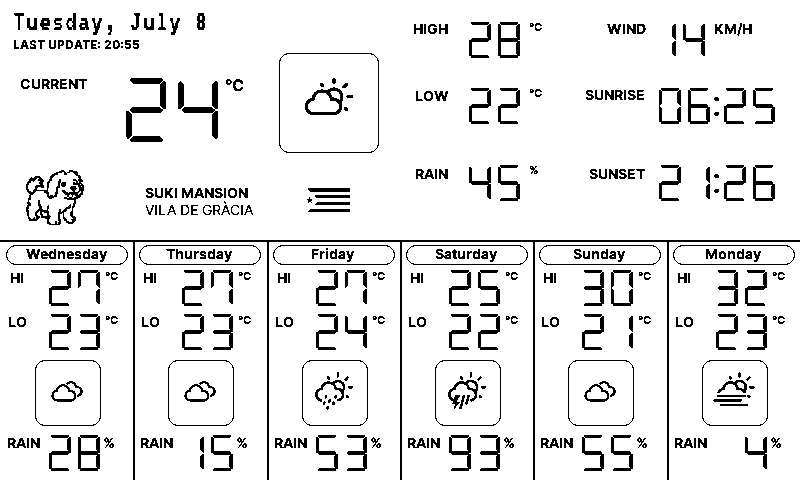 Tuesday, July 8
LAST UPDATE: 20:55
CURRENT 24 °C
HIGH 28 °C
WIND 14 KM/H
LOW 22 °C
SUNRISE 06:25
RAIN 45 %
SUNSET 21:26
SUKI MANSION
VILA DE GRÀCIA
Wednesday
HI 27 °C
LO 23 °C
RAIN 28 %
Thursday
HI 27 °C
LO 23 °C
RAIN 15 %
Friday
HI 27 °C
LO 24 °C
RAIN 53 %
Saturday
HI 25 °C
LO 22 °C
RAIN 93 %
Sunday
HI 30 °C
LO 21 °C
RAIN 55 %
Monday
HI 32 °C
LO 23 °C
RAIN 4 %